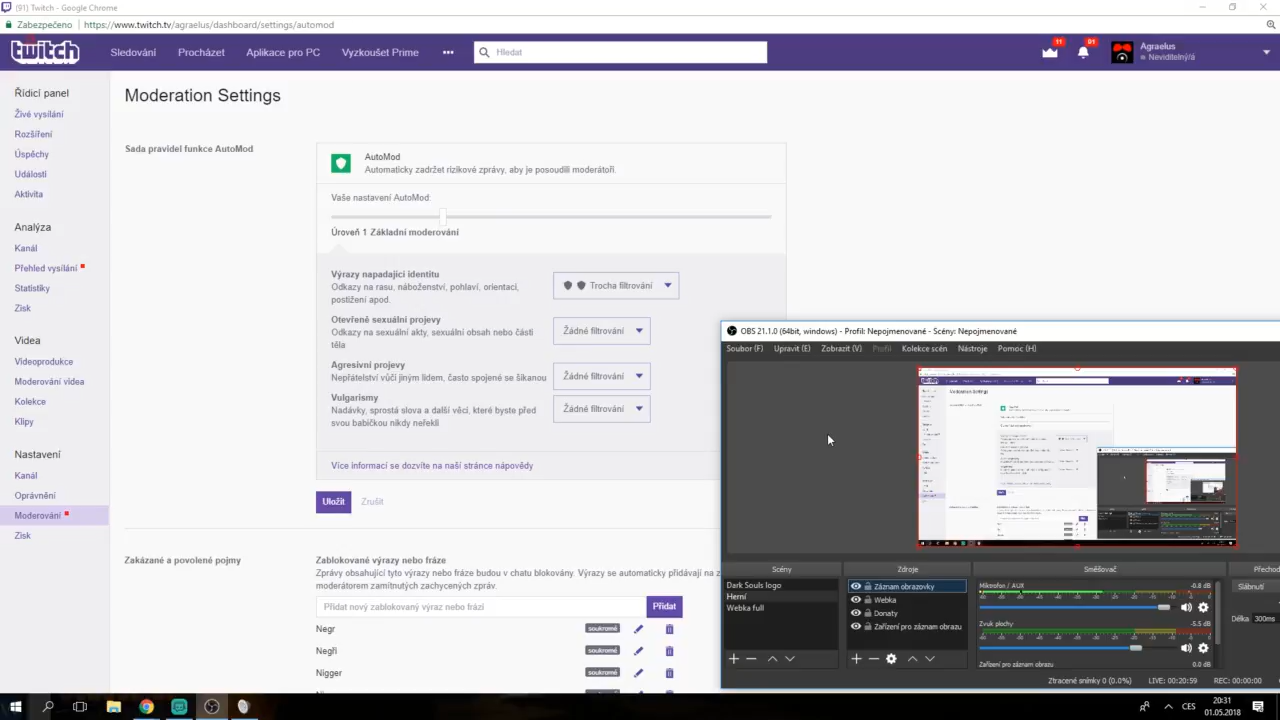 (91) Twitch - Google Chrome
Zabezpečeno
https://www.twitch.tv/agraelus/dashboard/settings/automod
twitch
Sledování
Procházet
Aplikace pro PC
Vyzkoušet Prime
•••
Hledat
11
91
Agraelus
Neviditelný/á
Řídicí panel
Živé vysílání
Rozšíření
Úspěchy
Události
Aktivita
Analýza
Kanál
Přehled vysílání
Statistiky
Zisk
Videa
Videoprodukce
Moderování videa
Kolekce
Klipy
Nastavení
Kanál
Oprávnění
Moderování
Zisk
Moderation Settings
Sada pravidel funkce AutoMod
AutoMod
Automaticky zadržet rizikové zprávy, aby je posoudili moderátoři.
Vaše nastavení AutoMod:
Úroveň 1 Základní moderování
Výrazy napadající identitu
Odkazy na rasu, náboženství, pohlaví, orientaci,
postižení apod.
Trocha filtrování
Otevřeně sexuální projevy
Odkazy na sexuální akty, sexuální obsah nebo části
těla
Žádné filtrování
Agresivní projevy
Nepřátelství vůči jiným lidem, často spojené se šikanou
Žádné filtrování
Vulgarismy
Nadávky, sprostá slova a další věci, které byste před
svou babičkou nikdy neřekli
Žádné filtrování
Více informací se dozvíte na naší stránce nápovědy
Uložit
Zrušit
Zakázané a povolené pojmy
Zablokované výrazy nebo fráze
Zprávy obsahující tyto výrazy nebo fráze budou v chatu blokovány. Výrazy se automaticky přidávají na z
moderátorem zamítnutých zachycených zpráv.
Přidat nový zablokovaný výraz nebo frázi
Přidat
Negr
soukromé
Negři
soukromé
Nigger
soukromé
OBS 21.1.0 (64bit, windows) - Profil: Nepojmenované - Scény: Nepojmenované
Soubor (F)
Upravit (E)
Zobrazit (V)
Profil
Kolekce scén
Nástroje
Pomoc (H)
Moderation Settings
Scény
Zdroje
Směšovač
Přechod
Dark Souls logo
Herní
Webka full
Záznam obrazovky
Webka
Donaty
Zařízení pro záznam obrazu
Mikrofon / AUX
-0.8 dB
Zvuk plochy
-5.5 dB
Zařízení pro záznam obrazu
0.0 dB
Slábnutí
Délka
300ms
Ztracené snímky 0 (0.0%)
LIVE: 00:20:59
REC: 00:00:00
CES
20:31
01.05.2018